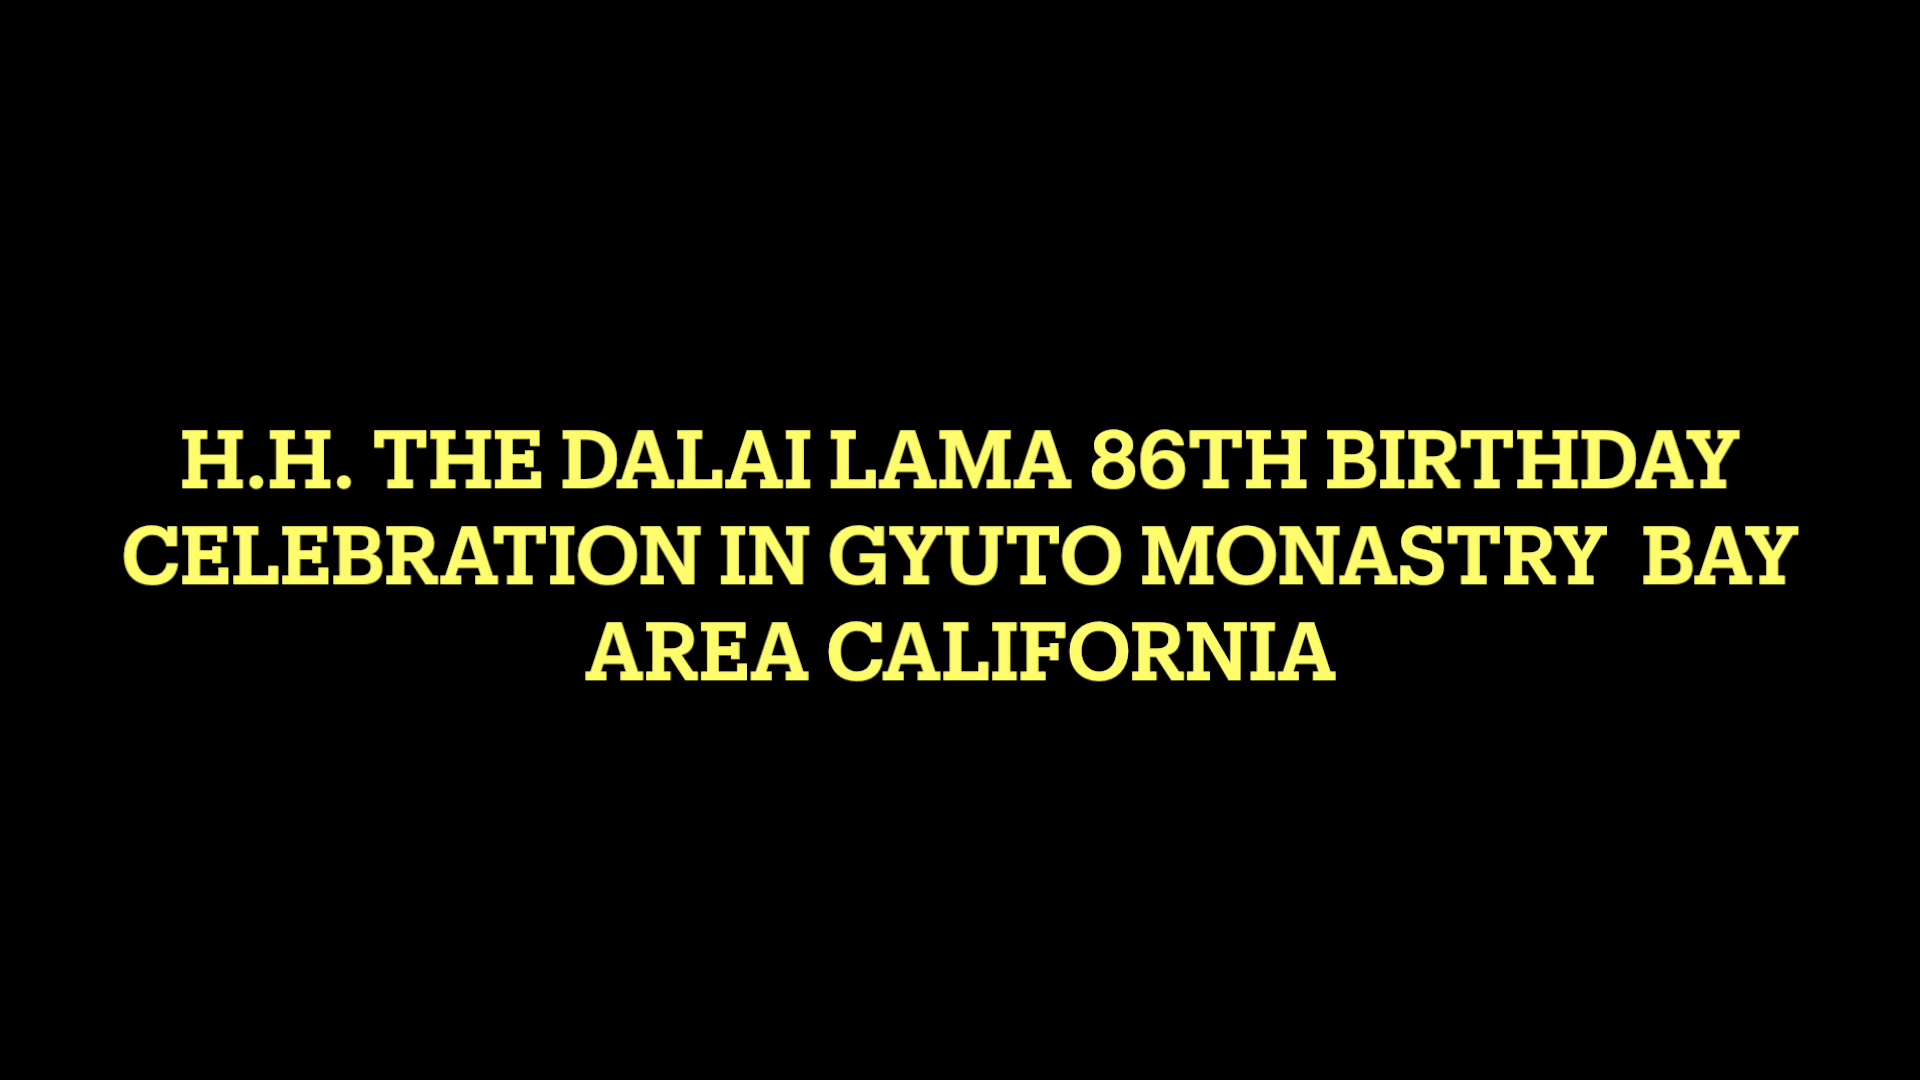 H.H. THE DALAI LAMA 86TH BIRTHDAY
CELEBRATION IN GYUTO MONASTRY  BAY
AREA CALIFORNIA